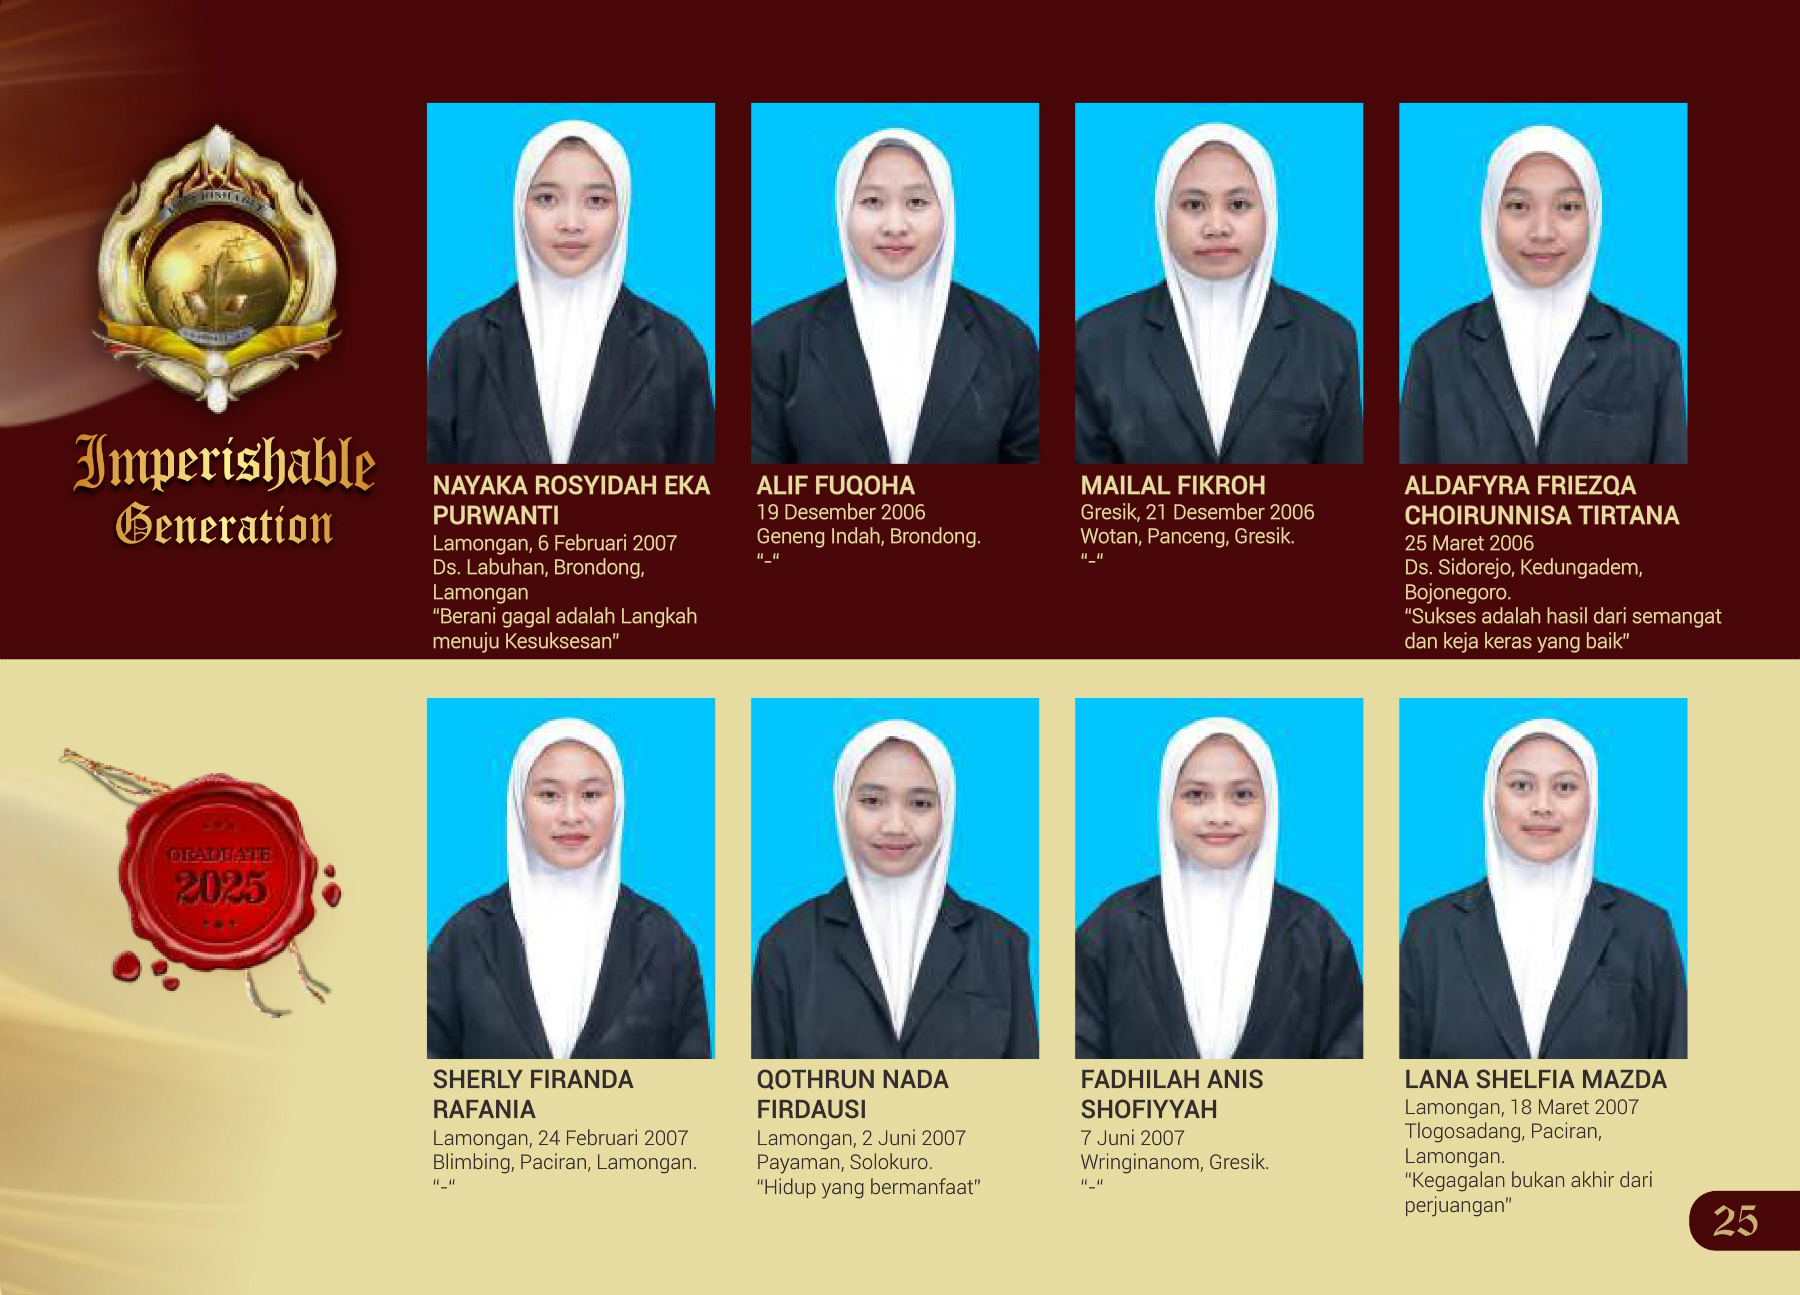 Imperishable
Generation
NAYAKA ROSYIDAH EKA
PURWANTI
Lamongan, 6 Februari 2007
Ds. Labuhan, Brondong,
Lamongan
“Berani gagal adalah Langkah
menuju Kesuksesan”
ALIF FUQOHA
19 Desember 2006
Geneng Indah, Brondong.
“-“
MAILAL FIKROH
Gresik, 21 Desember 2006
Wotan, Panceng, Gresik.
“-“
ALDAFYRA FRIEZQA
CHOIRUNNISA TIRTANA
25 Maret 2006
Ds. Sidorejo, Kedungadem,
Bojonegoro.
“Sukses adalah hasil dari semangat
dan keja keras yang baik”
GRADUATE
2025
SHERLY FIRANDA
RAFANIA
Lamongan, 24 Februari 2007
Blimbing, Paciran, Lamongan.
“-“
QOTHRUN NADA
FIRDAUSI
Lamongan, 2 Juni 2007
Payaman, Solokuro.
“Hidup yang bermanfaat”
FADHILAH ANIS
SHOFIYYAH
7 Juni 2007
Wringinanom, Gresik.
“-“
LANA SHELFIA MAZDA
Lamongan, 18 Maret 2007
Tlogosadang, Paciran,
Lamongan.
“Kegagalan bukan akhir dari
perjuangan”
25